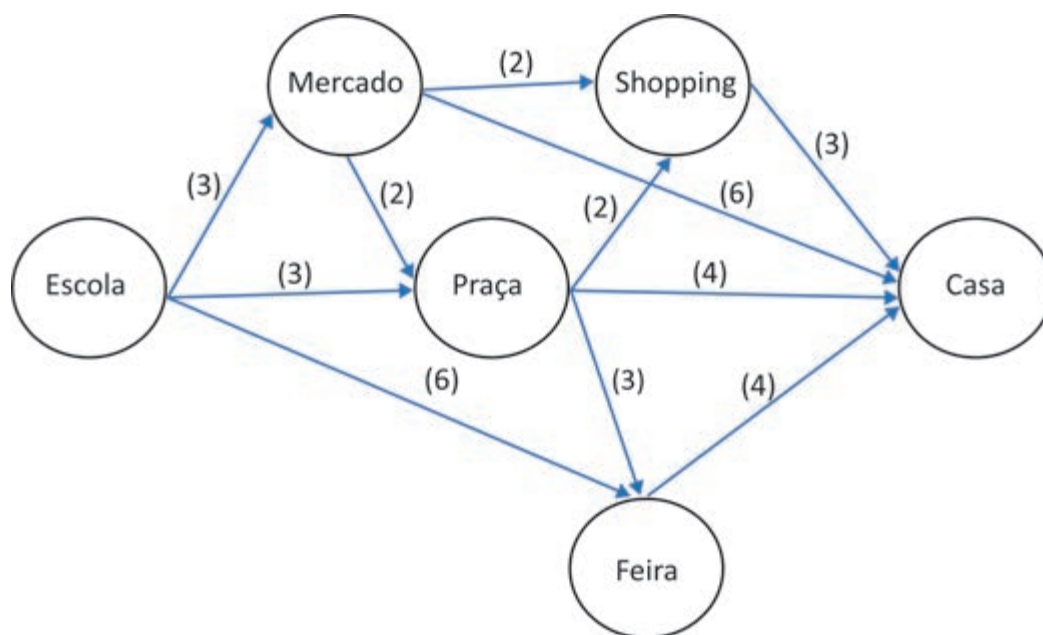 Mercado
(2)
Shopping
(3)
(2)
(2)
(6)
(3)
Escola
(3)
Praça
(4)
Casa
(6)
(3)
(4)
Feira